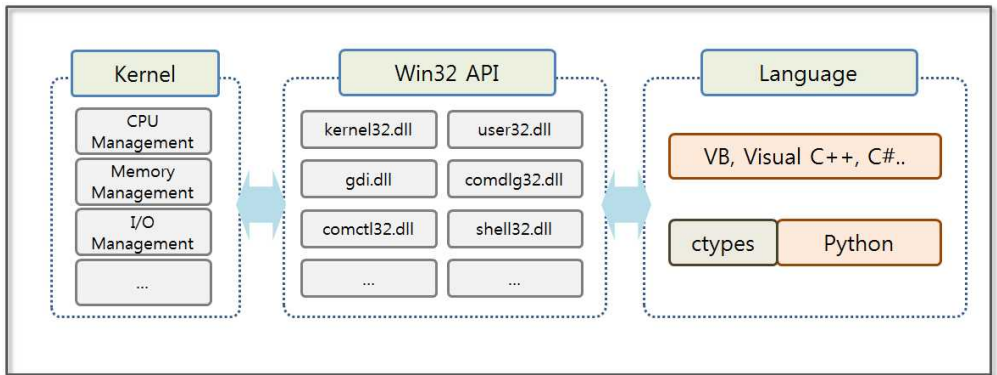 Kernel
CPU
Management
Memory
Management
I/O
Management
...
Win32 API
kernel32.dll
user32.dll
gdi.dll
comdlg32.dll
comctl32.dll
shell32.dll
...
...
Language
VB, Visual C++, C#..
ctypes
Python